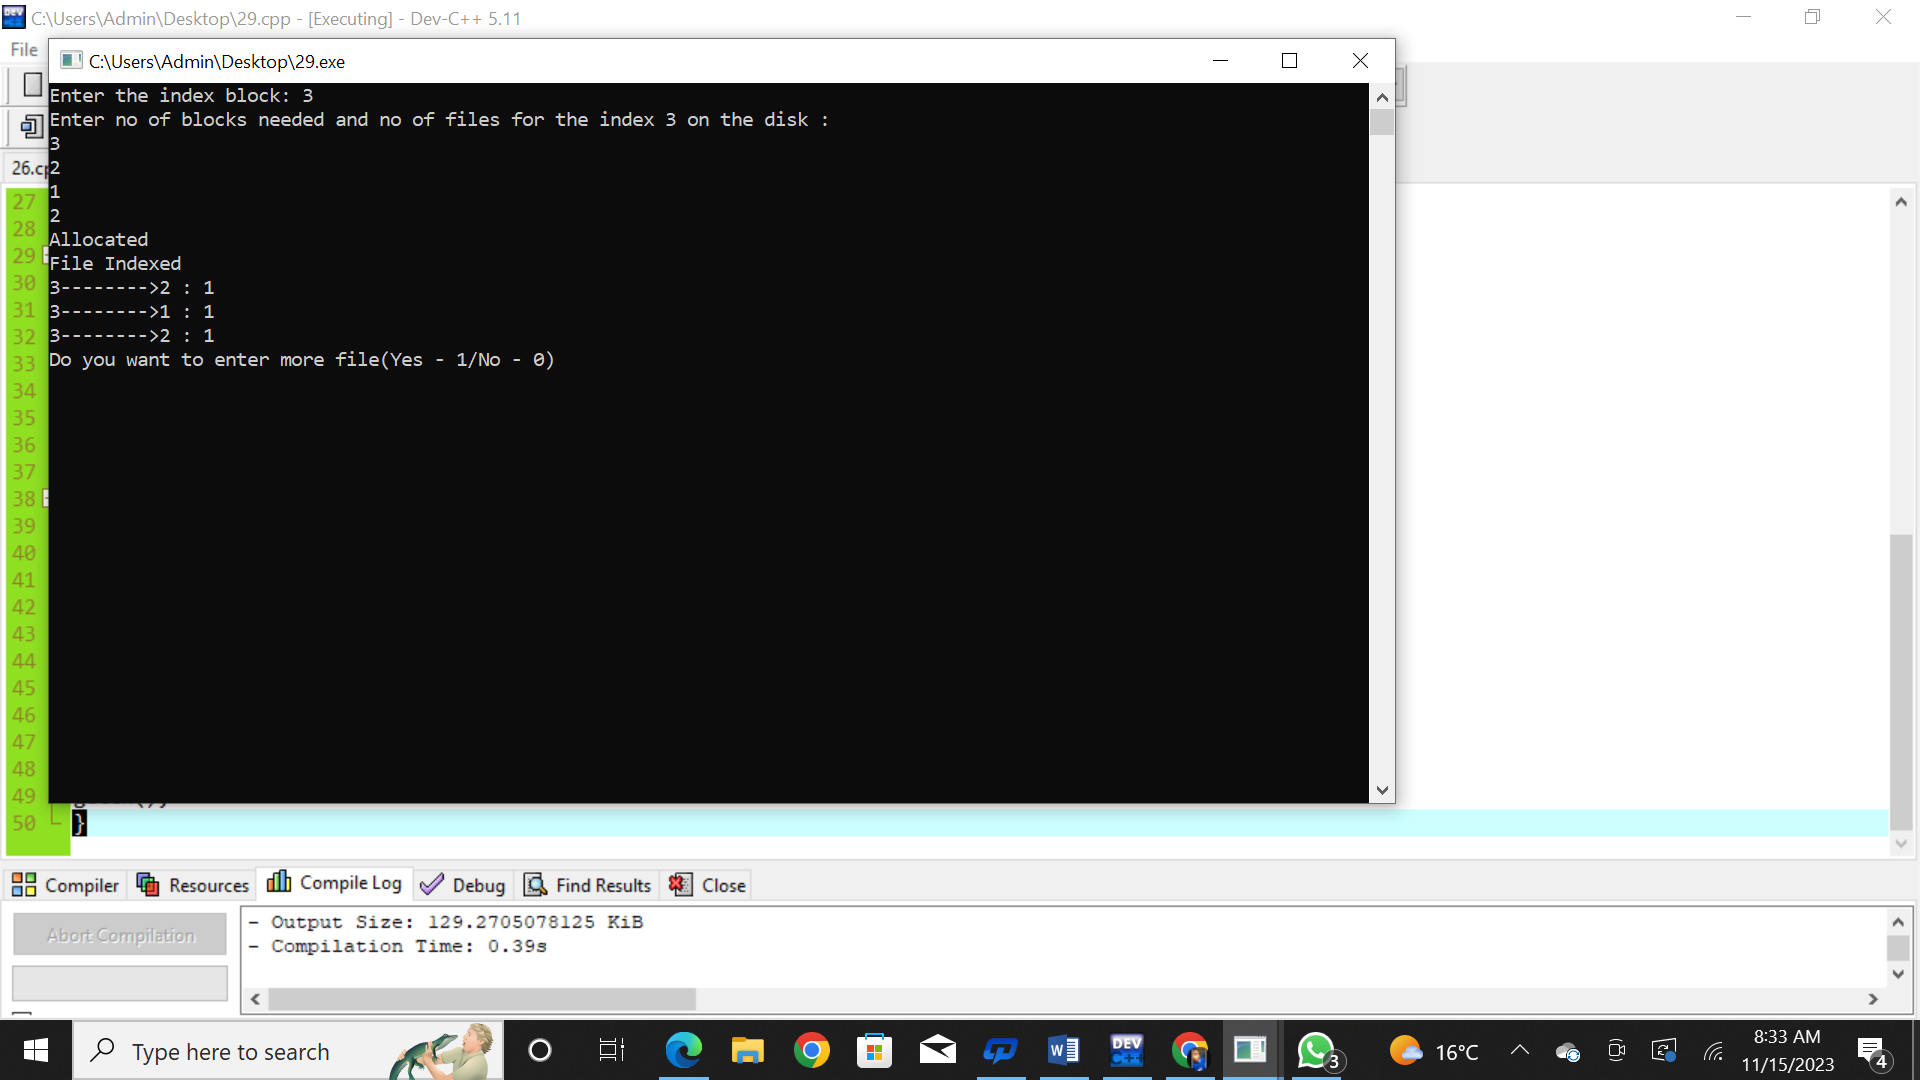 C:\Users\Admin\Desktop\29.cpp - [Executing] - Dev-C++ 5.11
File
C:\Users\Admin\Desktop\29.exe
Enter the index block: 3
Enter no of blocks needed and no of files for the index 3 on the disk :
3
2
1
2
Allocated
File Indexed
3-------->2 : 1
3-------->1 : 1
3-------->2 : 1
Do you want to enter more file(Yes - 1/No - 0)
27
28
29
30
31
32
33
34
35
36
37
38
39
40
41
42
43
44
45
46
47
48
49
50 }
Compiler Resources Compile Log Debug Find Results Close
Abort Compilation
- Output Size: 129.2705078125 KiB
- Compilation Time: 0.39s
Type here to search
DEV C++
3
16°C
8:33 AM
11/15/2023
4